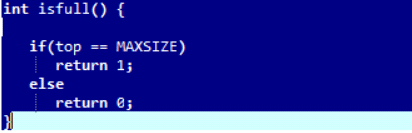 int isfull() {
if(top == MAXSIZE)
return 1;
else
return 0;
}